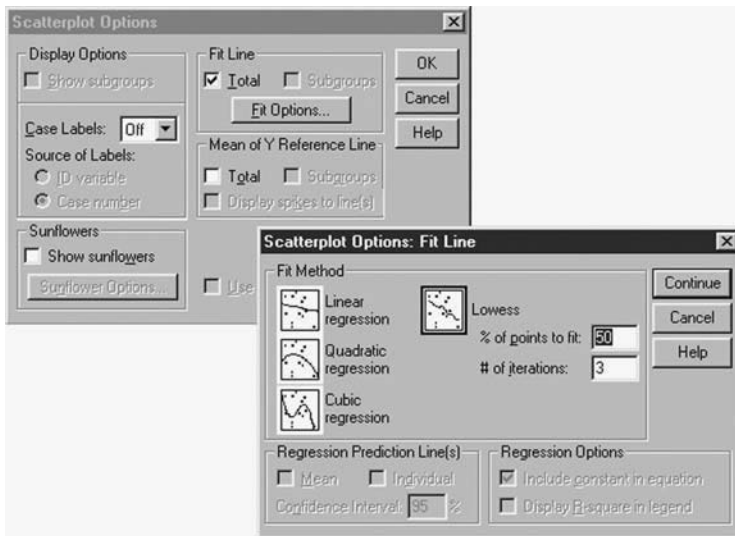 Scatterplot Options
Display Options
Show subgroups
Case Labels: Off
Source of Labels:
ID variable
Case number
Sunflowers
Show sunflowers
Sunflower Options...
Fit Line
Total Subgroups
Fit Options...
Mean of Y Reference Line
Total Subgroups
Display spikes to line(s)
Use
OK
Cancel
Help
Scatterplot Options: Fit Line
Fit Method
Linear
regression
Quadratic
regression
Cubic
regression
Lowess
% of points to fit: 50
# of iterations: 3
Continue
Cancel
Help
Regression Prediction Line(s)
Mean Individual
Confidence Interval: 95 %
Regression Options
Include constant in equation
Display R-square in legend